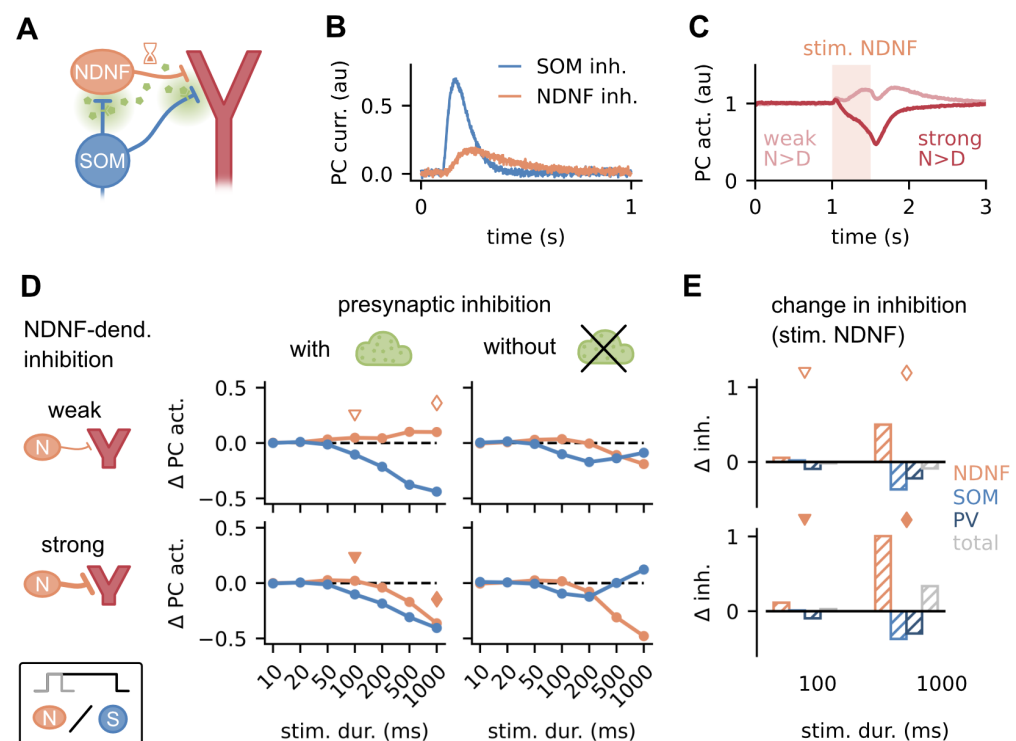 A
NDNF
SOM
B
SOM inh.
NDNF inh.
PC curr. (au)
0.5
0.0
0
1
time (s)
C
stim. NDNF
PC act. (au)
1
0
weak
N>D
strong
N>D
0
1
2
3
time (s)
D
NDNF-dend.
inhibition
presynaptic inhibition
with
without
weak
N
Δ PC act.
0.5
0.0
−0.5
strong
N
Δ PC act.
0.5
0.0
−0.5
10
20
50
100
200
500
1000
stim. dur. (ms)
10
20
50
100
200
500
1000
stim. dur. (ms)
N
S
E
change in inhibition
(stim. NDNF)
Δ inh.
1
0
NDNF
SOM
PV
total
Δ inh.
1
0
100
1000
stim. dur. (ms)